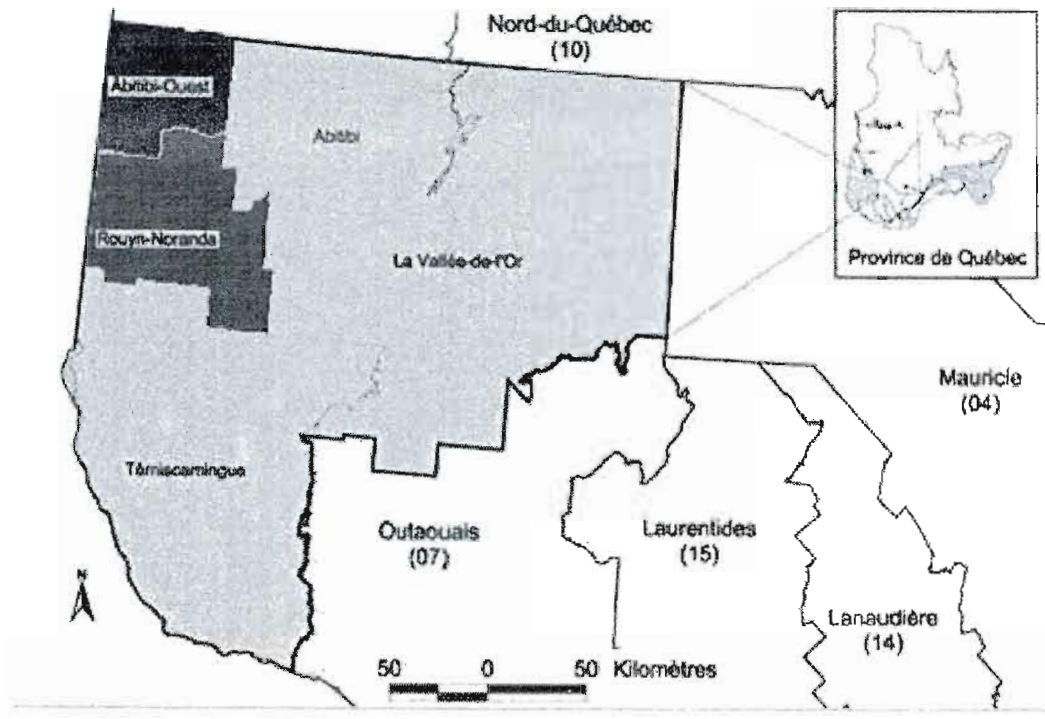 Nord-du-Québec
(10)
Abitibi-Ouest
Abitibi
Rouyn-Noranda
La Vallée-de-l'Or
Province de Québec
Mauricie
(04)
Témiscamingue
Outaouais
(07)
Laurentides
(15)
Lanaudière
(14)
N
50 0 50 Kilomètres